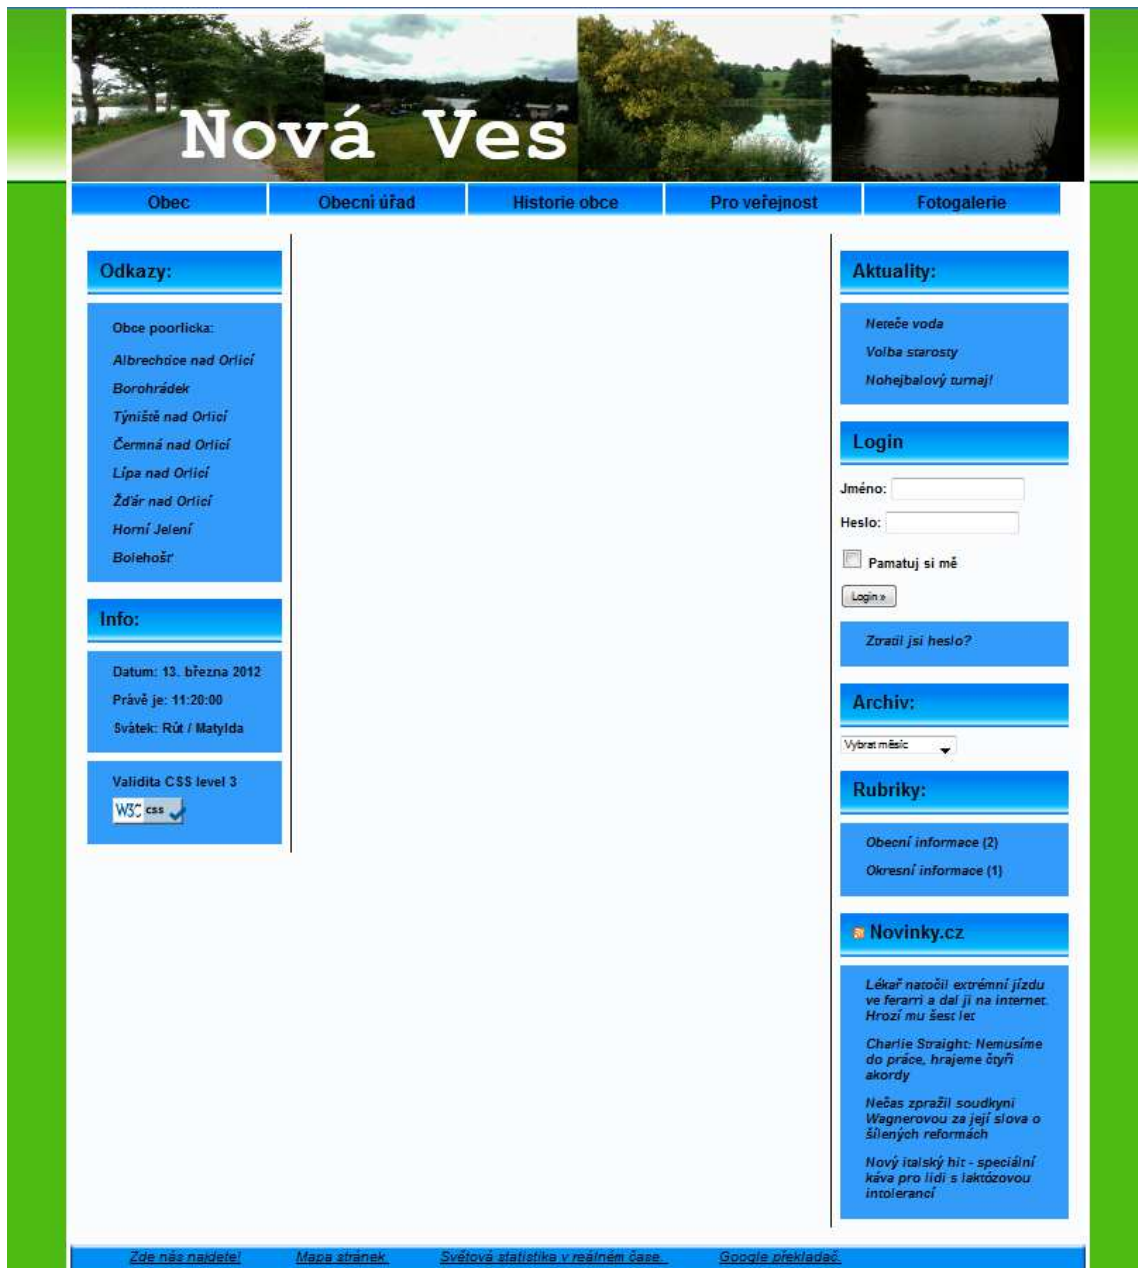 Nová Ves
Obec
Obecní úřad
Historie obce
Pro veřejnost
Fotogalerie
Odkazy:
Obce poorlicka:
Albrechtice nad Orlicí
Borohrádek
Týniště nad Orlicí
Čermná nad Orlicí
Lípa nad Orlicí
Žďár nad Orlicí
Horní Jelení
Bolehošť
Info:
Datum: 13. března 2012
Právě je: 11:20:00
Svátek: Rút / Matylda
Validita CSS level 3
W3C css
Aktuality:
Neteče voda
Volba starosty
Nohejbalový turnaj!
Login
Jméno:
Heslo:
Pamatuj si mě
Login »
Ztratil jsi heslo?
Archiv:
Vybrat měsíc
Rubriky:
Obecní informace (2)
Okresní informace (1)
Novinky.cz
Lékař natočil extrémní jízdu
ve ferarri a dal ji na internet.
Hrozí mu šest let
Charlie Straight: Nemusíme
do práce, hrajeme čtyři
akordy
Nečas zpražil soudkyni
Wagnerovou za její slova o
šílených reformách
Nový italský hit - speciální
káva pro lidi s laktózovou
intolerancí
Zde nás najdete!
Mapa stránek
Světová statistika v reálném čase
Google překladač